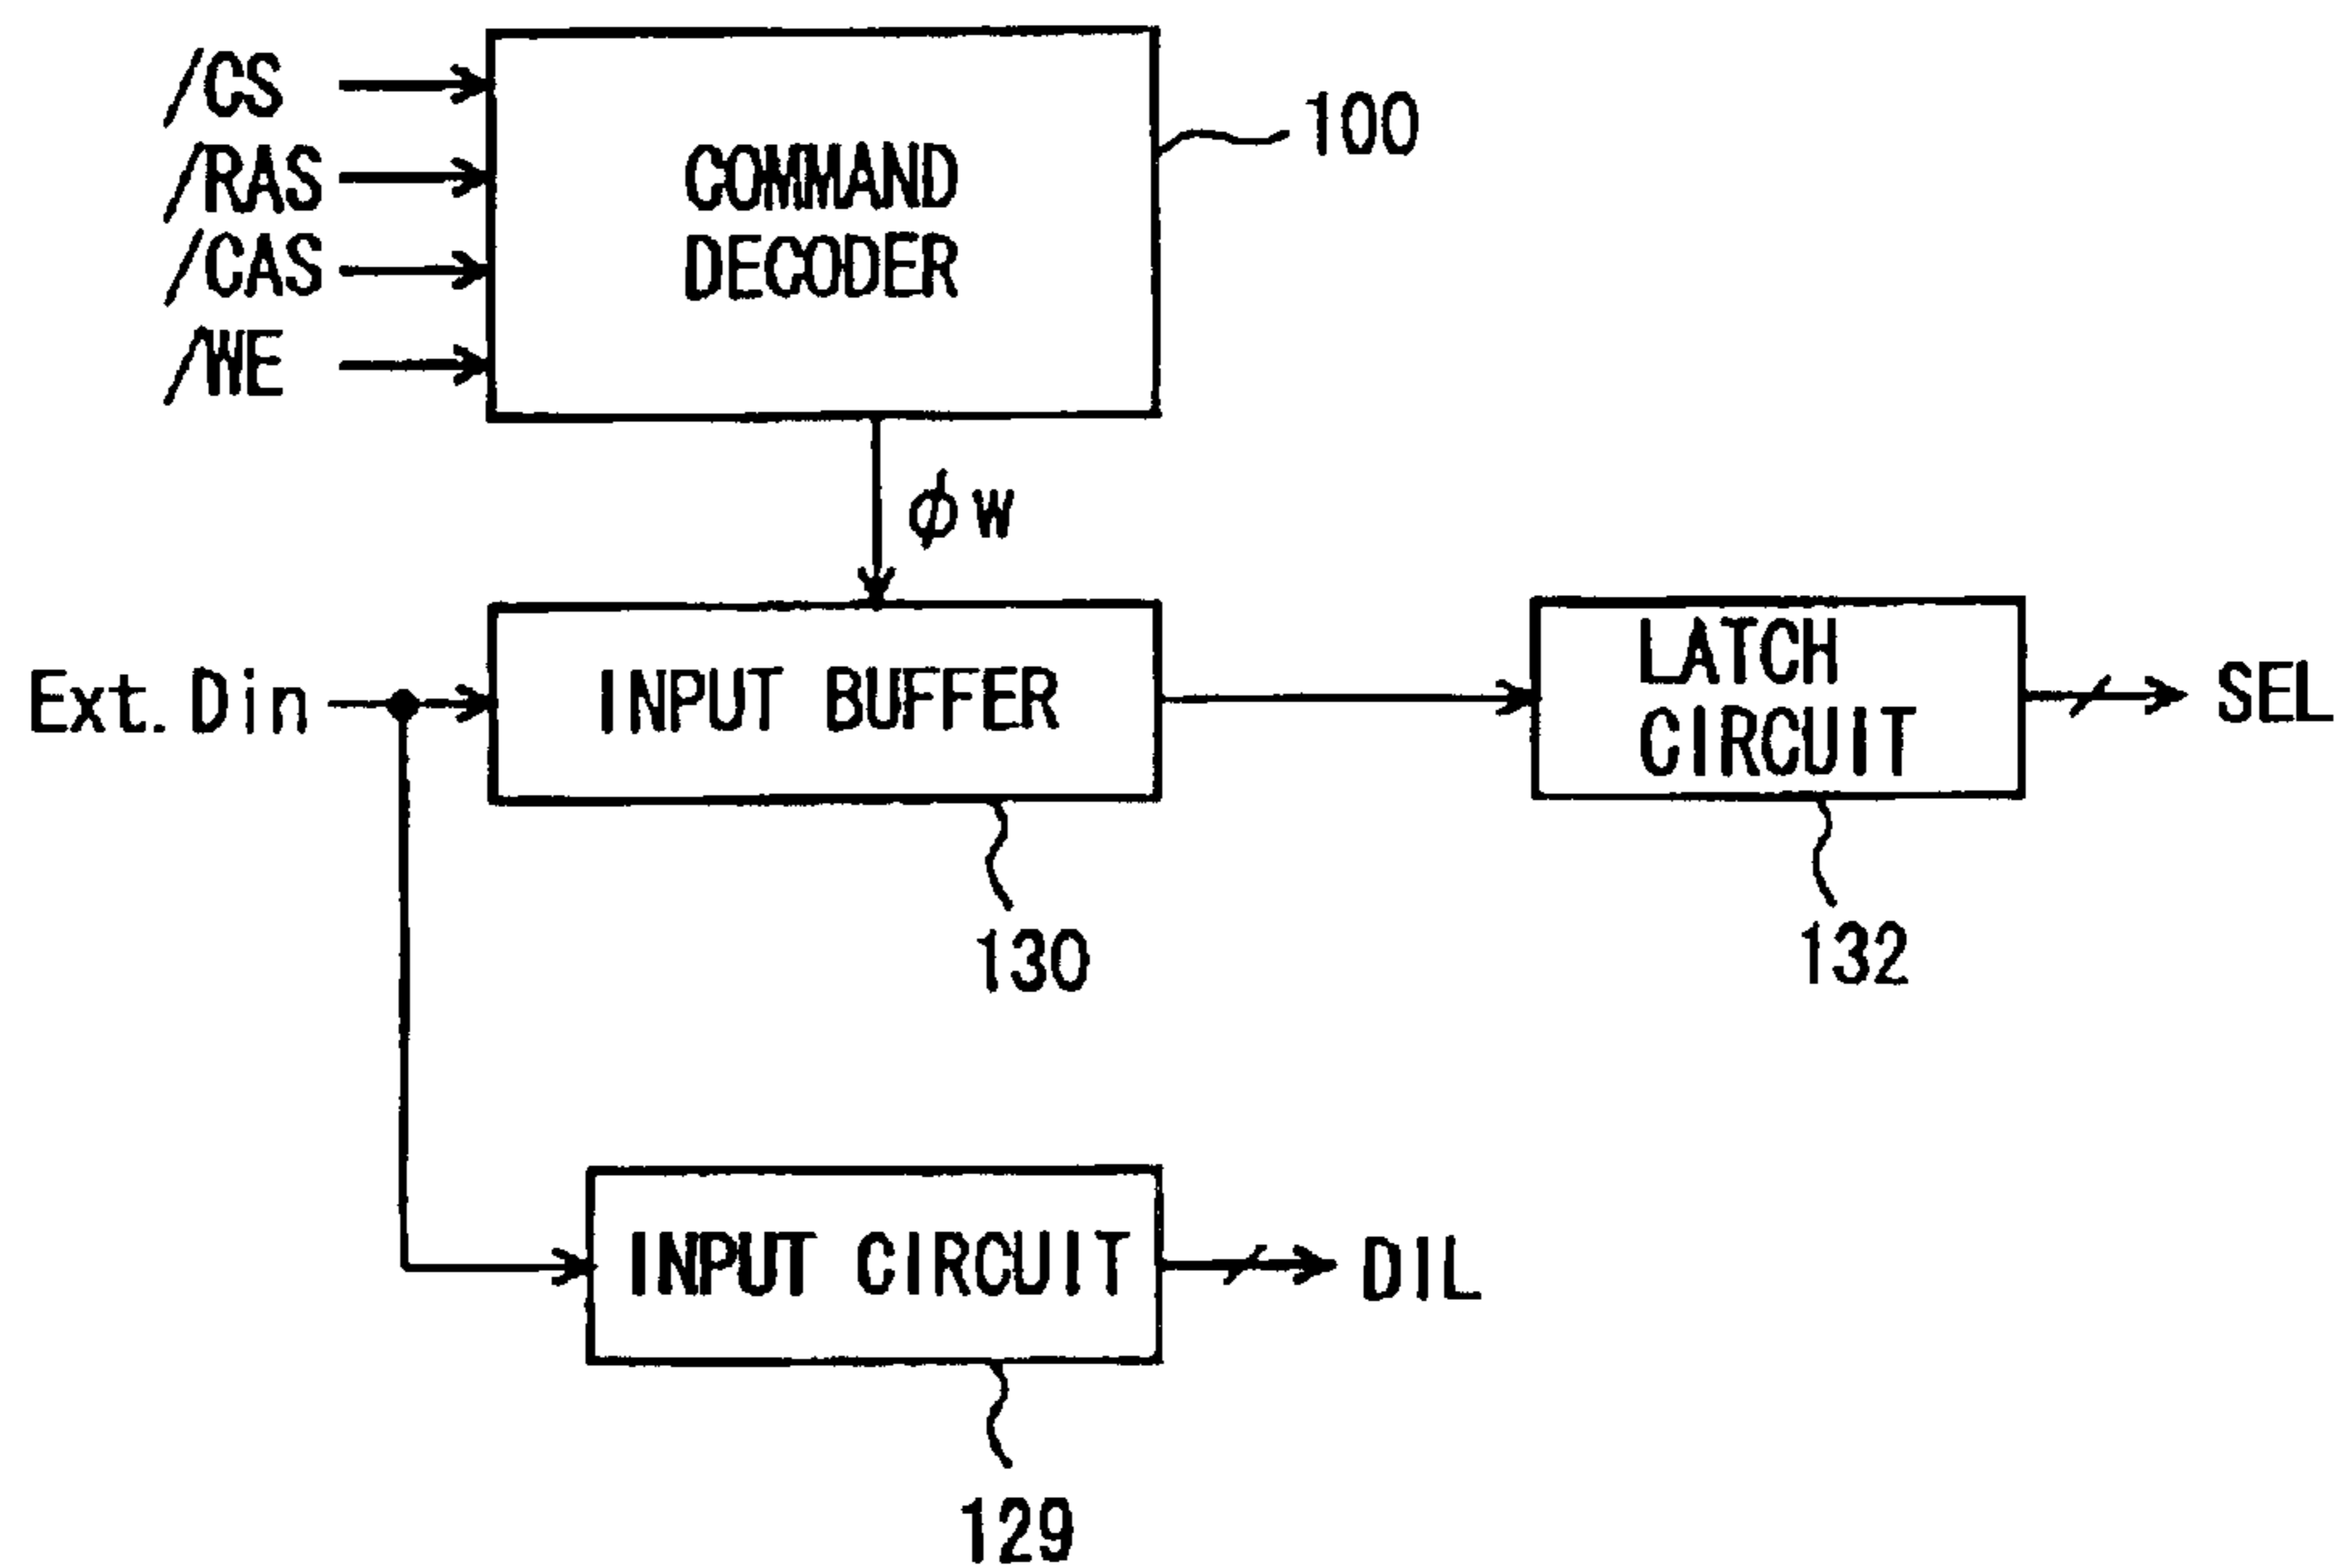 /CS
/RAS
/CAS
/WE
COMMAND
DECODER
100
φw
Ext.Din
INPUT BUFFER
LATCH
CIRCUIT
SEL
130
132
INPUT CIRCUIT
DIL
129